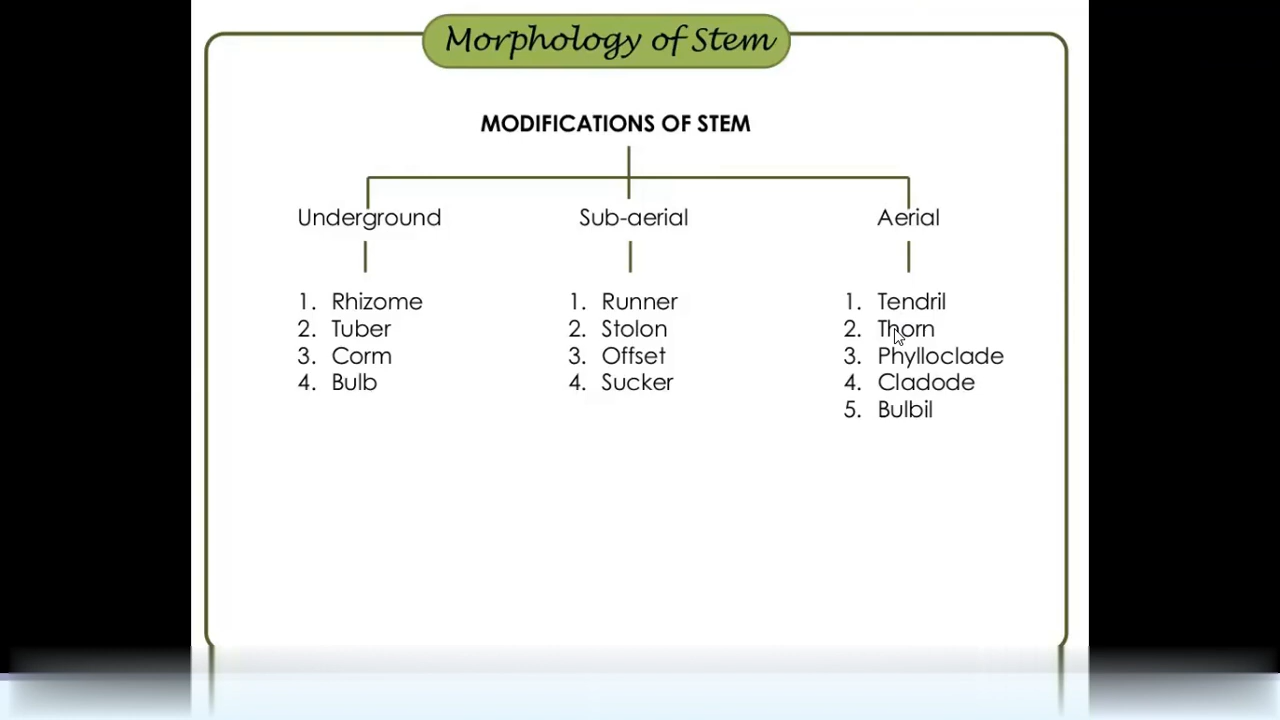 Morphology of Stem
MODIFICATIONS OF STEM
Underground
Sub-aerial
Aerial
1. Rhizome
2. Tuber
3. Corm
4. Bulb
1. Runner
2. Stolon
3. Offset
4. Sucker
1. Tendril
2. Thorn
3. Phylloclade
4. Cladode
5. Bulbil